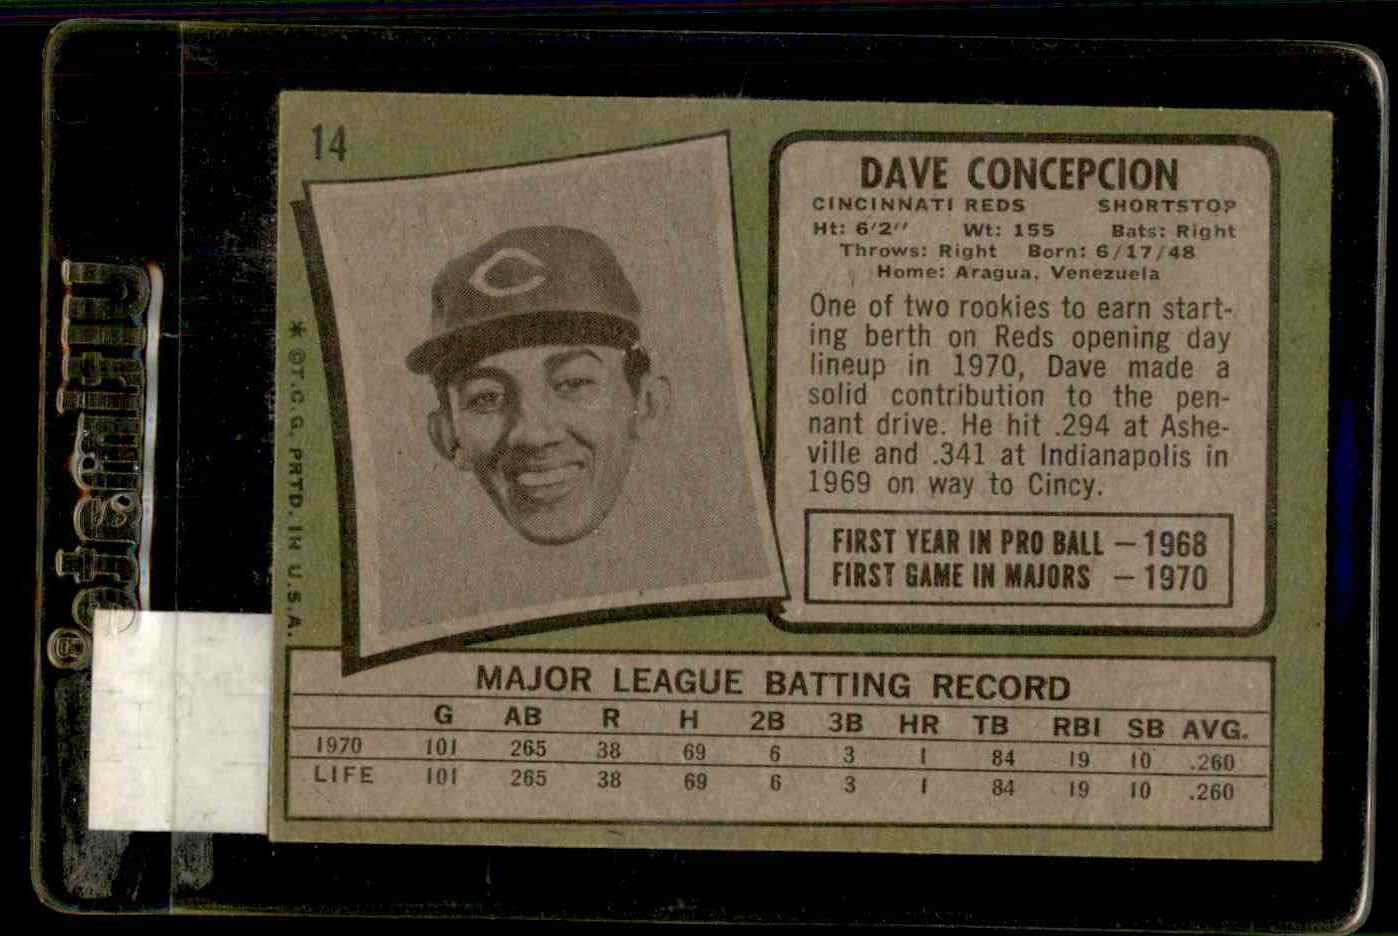 14
DAVE CONCEPCION
CINCINNATI REDS SHORTSTOP
Ht: 6'2" Wt: 155 Bats: Right
Throws: Right Born: 6/17/48
Home: Aragua, Venezuela
One of two rookies to earn start-
ing berth on Reds opening day
lineup in 1970, Dave made a
solid contribution to the pen-
nant drive. He hit .294 at Ashe-
ville and .341 at Indianapolis in
1969 on way to Cincy.
FIRST YEAR IN PRO BALL — 1968
FIRST GAME IN MAJORS — 1970
* ©T.C.G. PRTD. IN U.S.A.
MAJOR LEAGUE BATTING RECORD
G AB R H 2B 3B HR TB RBI SB AVG.
1970 101 265 38 69 6 3 1 84 19 10 .260
LIFE 101 265 38 69 6 3 1 84 19 10 .260